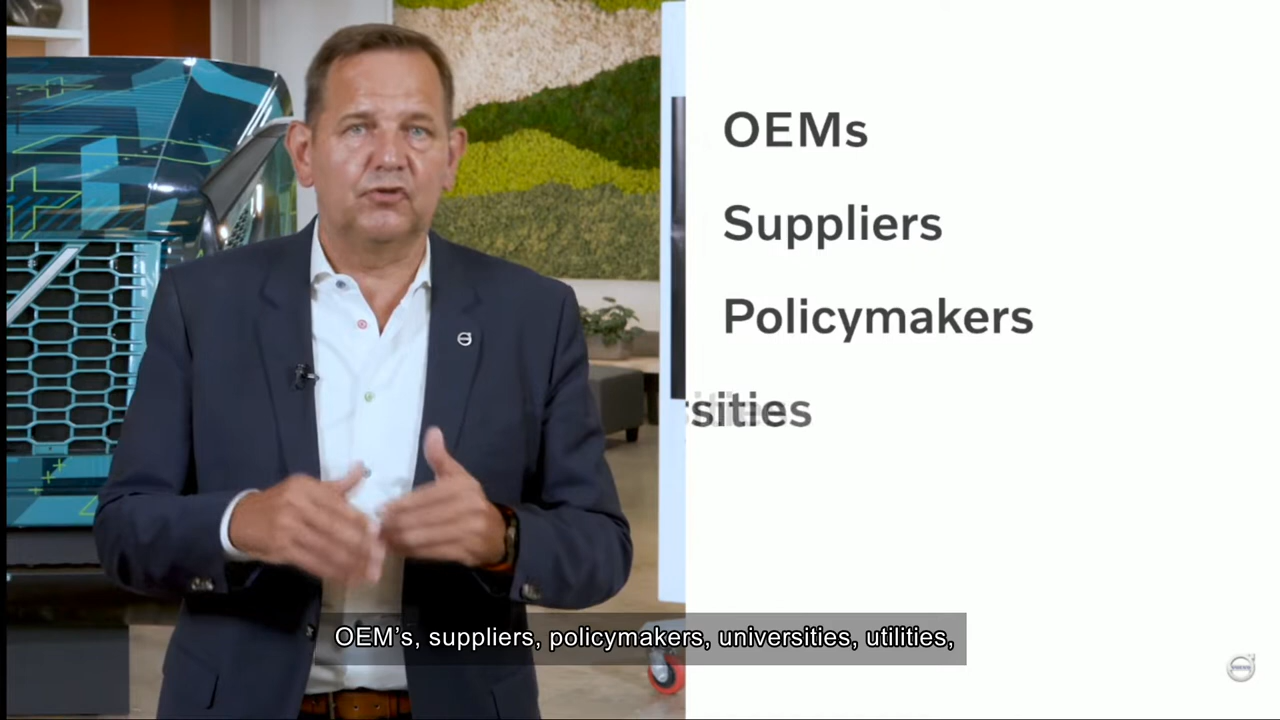 OEMs
Suppliers
Policymakers
sities
OEM's, suppliers, policymakers, universities, utilities,